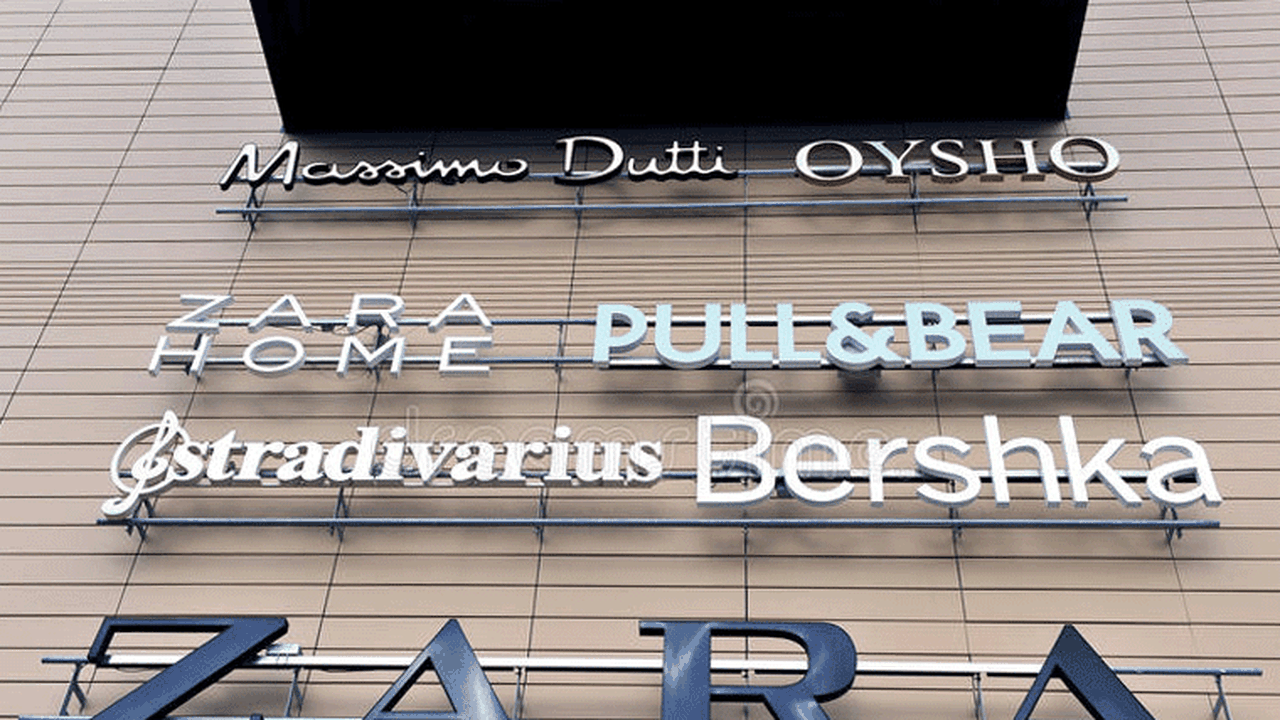 Massimo Dutti OYSHO
ZARA HOME PULL&BEAR
stradivarius Bershka
ZARA